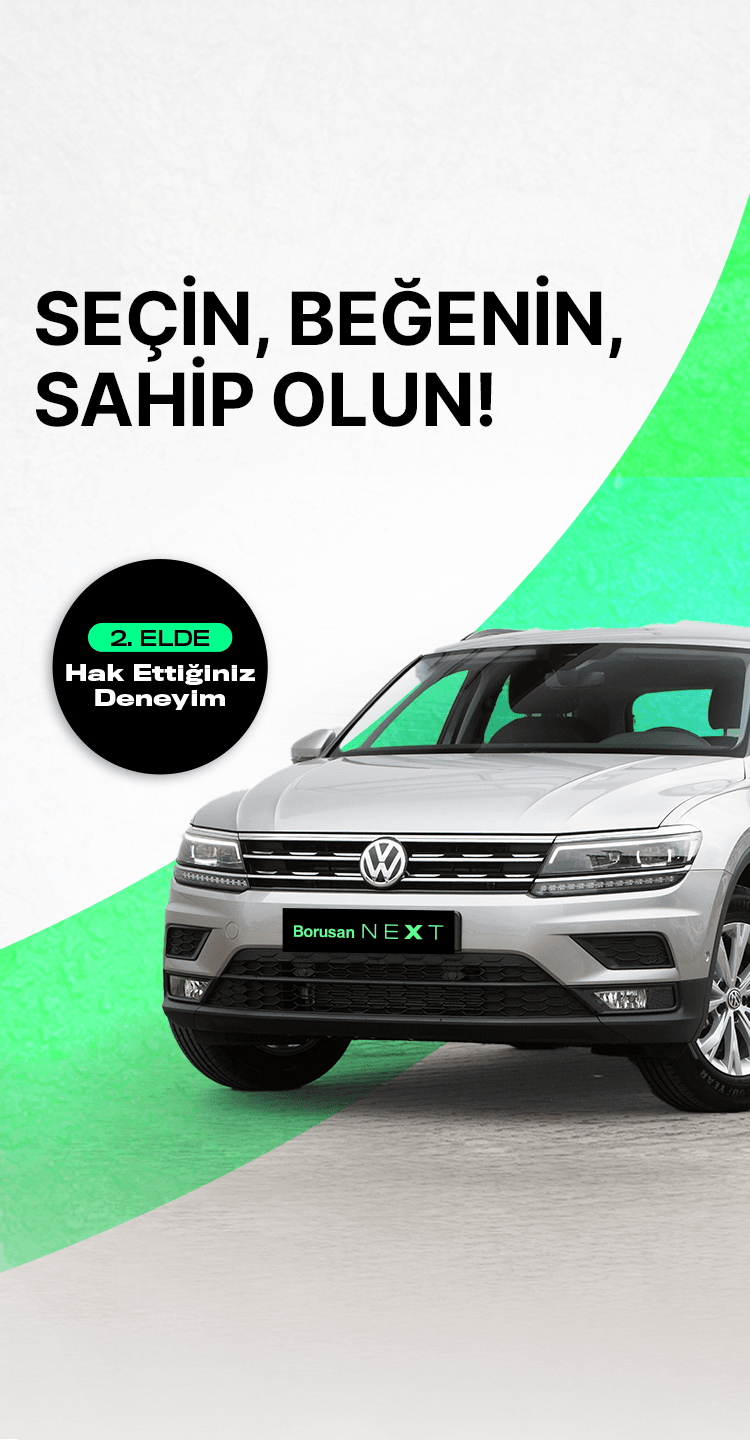 SEÇİN, BEĞENİN,
SAHİP OLUN!
2. ELDE
Hak Ettiğiniz
Deneyim
Borusan NEXT